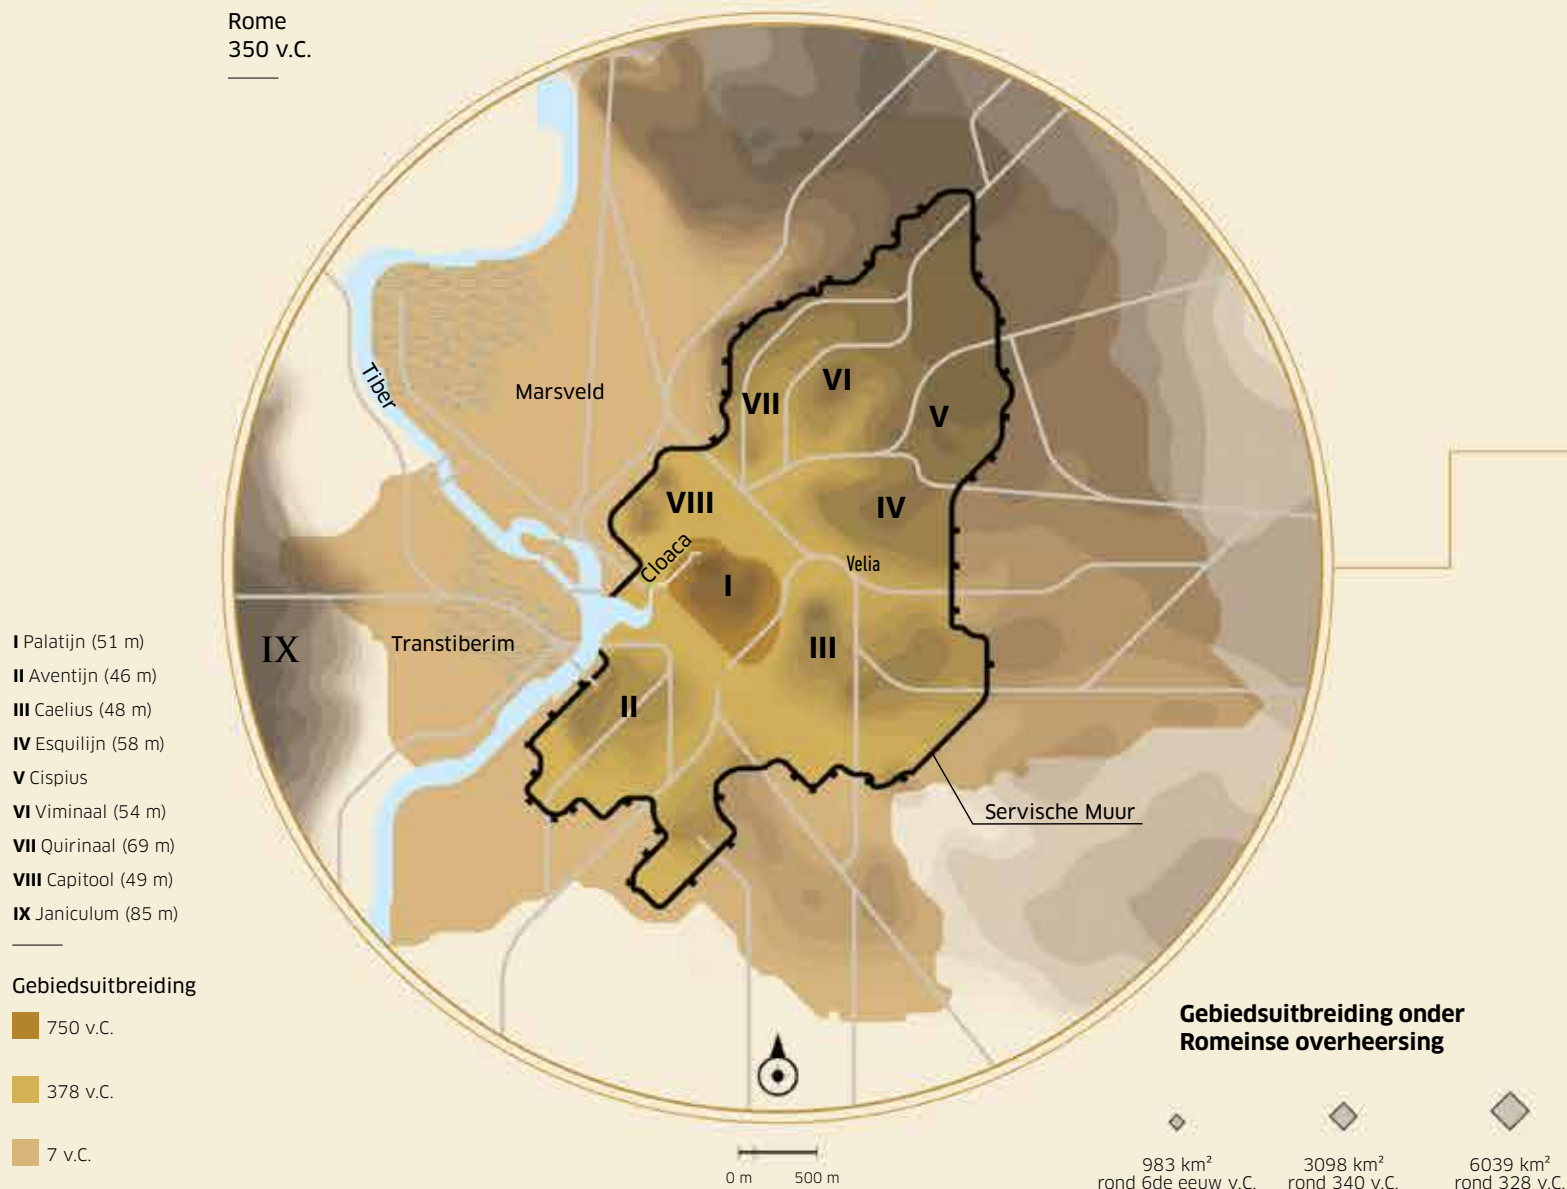 Rome
350 v.C.
Tiber
Marsveld
VI
VII
V
VIII
IV
Cloaca
Velia
I
IX
Transtiberim
III
II
Servische Muur
I Palatijn (51 m)
II Aventijn (46 m)
III Caelius (48 m)
IV Esquilijn (58 m)
V Cispius
VI Viminaal (54 m)
VII Quirinaal (69 m)
VIII Capitool (49 m)
IX Janiculum (85 m)
Gebiedsuitbreiding
750 v.C.
378 v.C.
7 v.C.
0 m 500 m
Gebiedsuitbreiding onder
Romeinse overheersing
983 km²
rond 6de eeuw v.C.
3098 km²
rond 340 v.C.
6039 km²
rond 328 v.C.